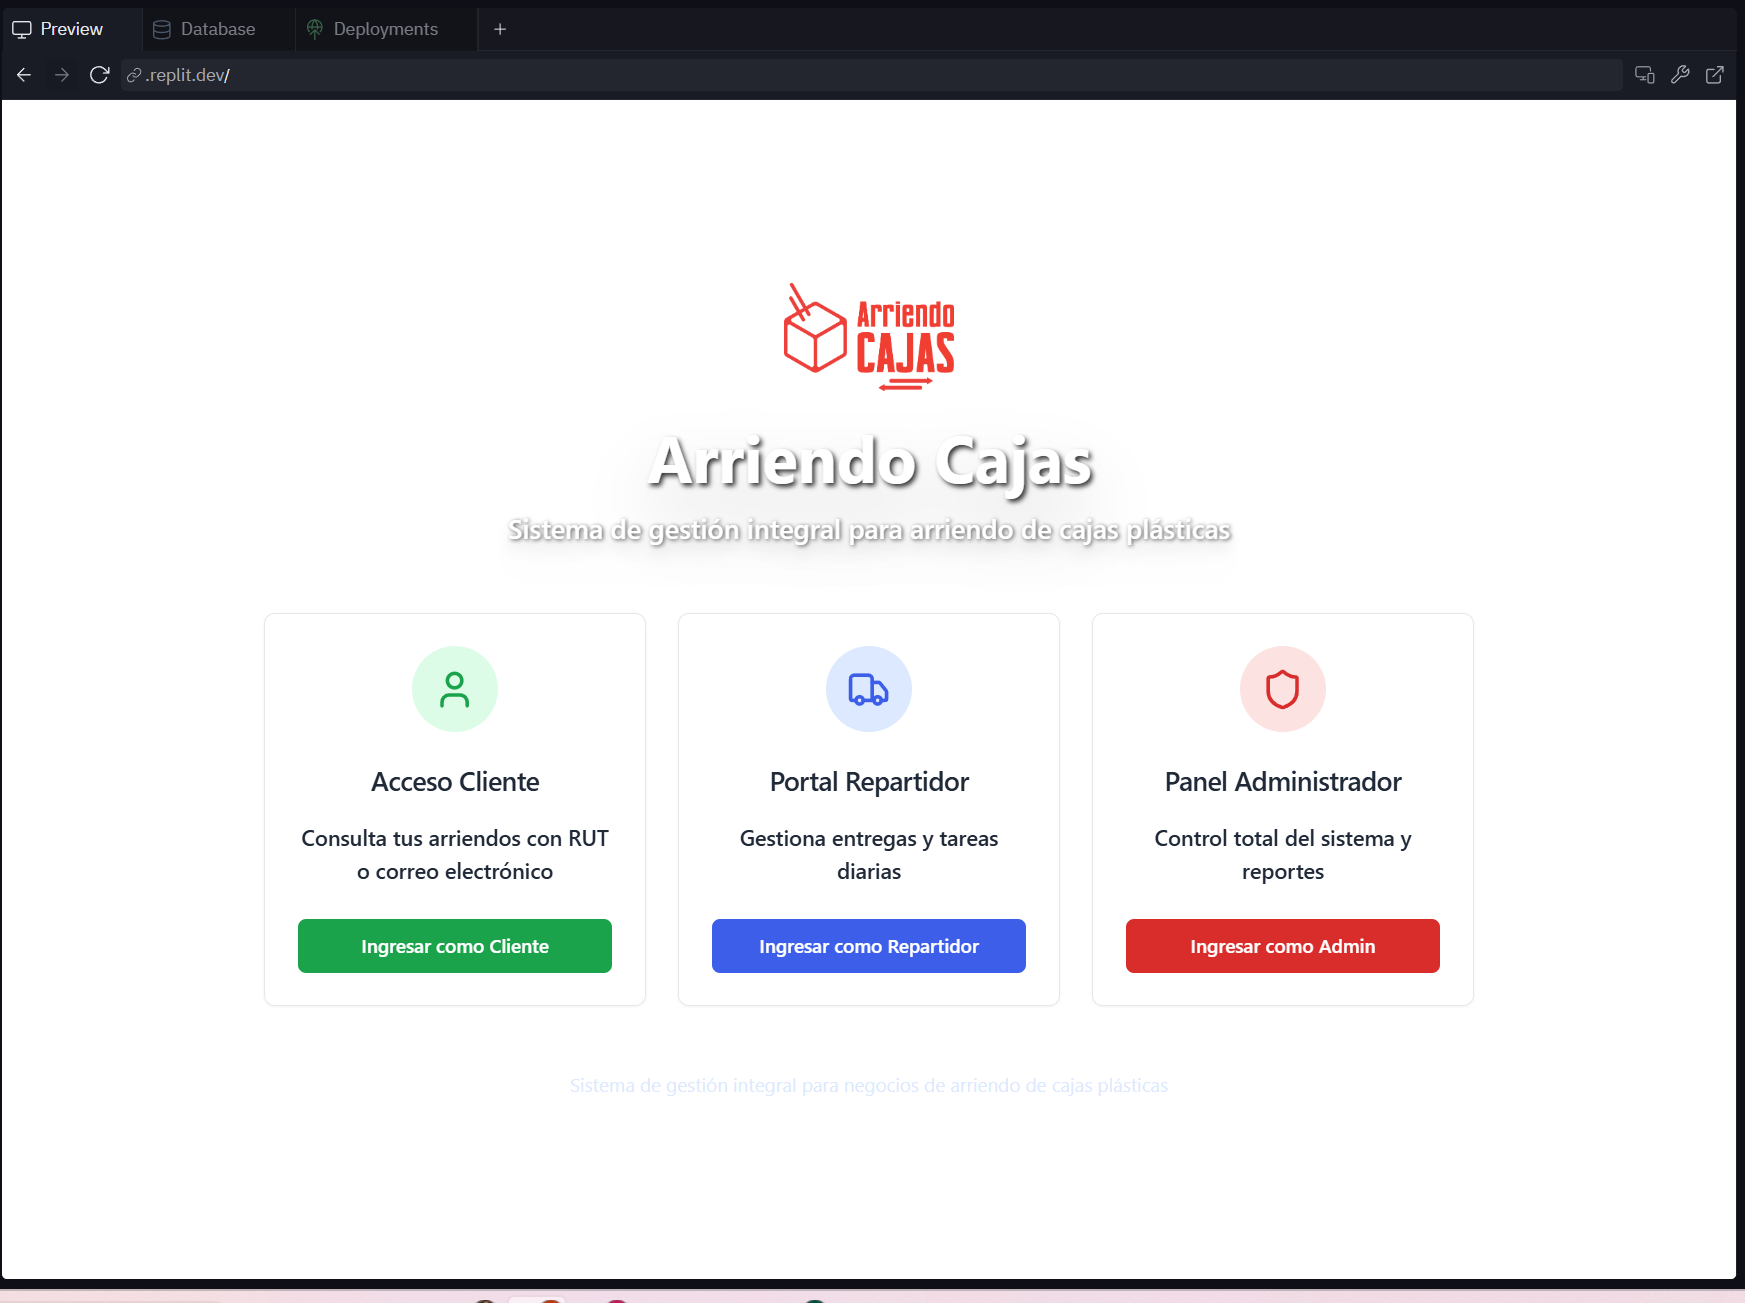 Preview
Database
Deployments
.replit.dev/
Arriendo
CAJAS
Arriendo Cajas
Sistema de gestión integral para arriendo de cajas plásticas
Acceso Cliente
Consulta tus arriendos con RUT
o correo electrónico
Ingresar como Cliente
Portal Repartidor
Gestiona entregas y tareas
diarias
Ingresar como Repartidor
Panel Administrador
Control total del sistema y
reportes
Ingresar como Admin
Sistema de gestión integral para negocios de arriendo de cajas plásticas